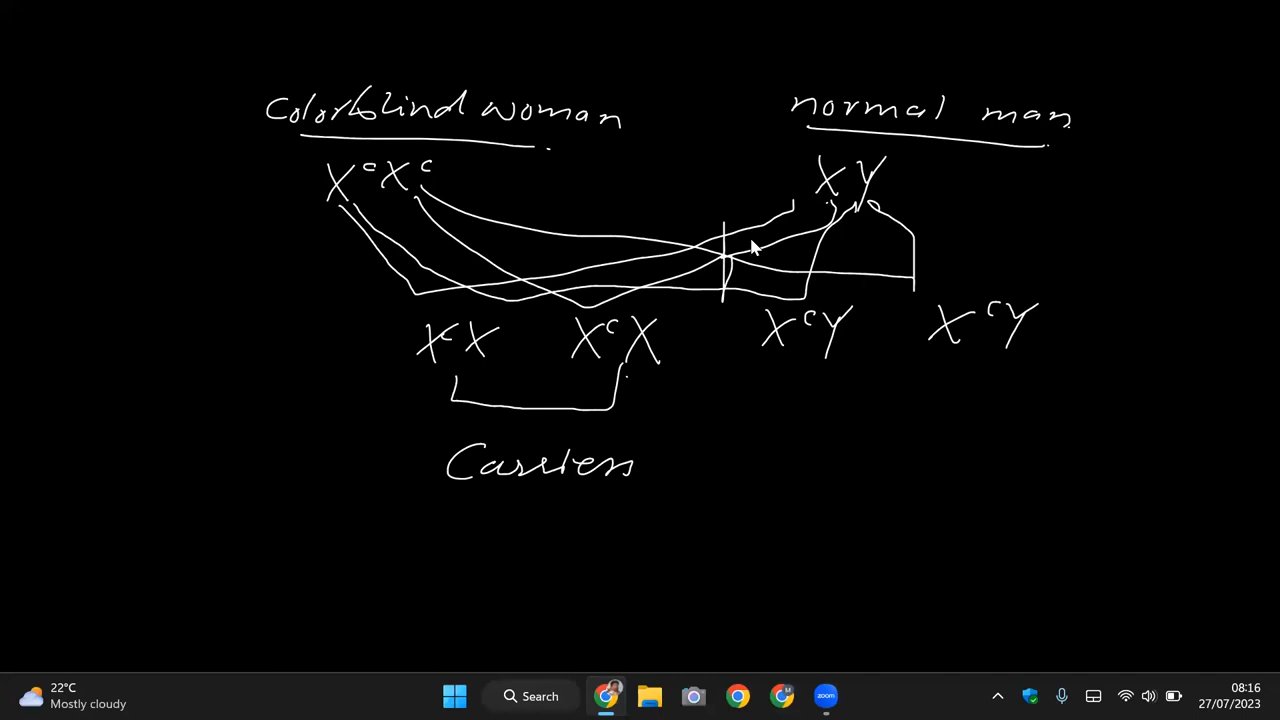 Colorblind woman normal man
XᶜXᶜ XY
XᶜX XᶜX XᶜY XᶜY
Carriers
22°C
Mostly cloudy
Search
08:16
27/07/2023